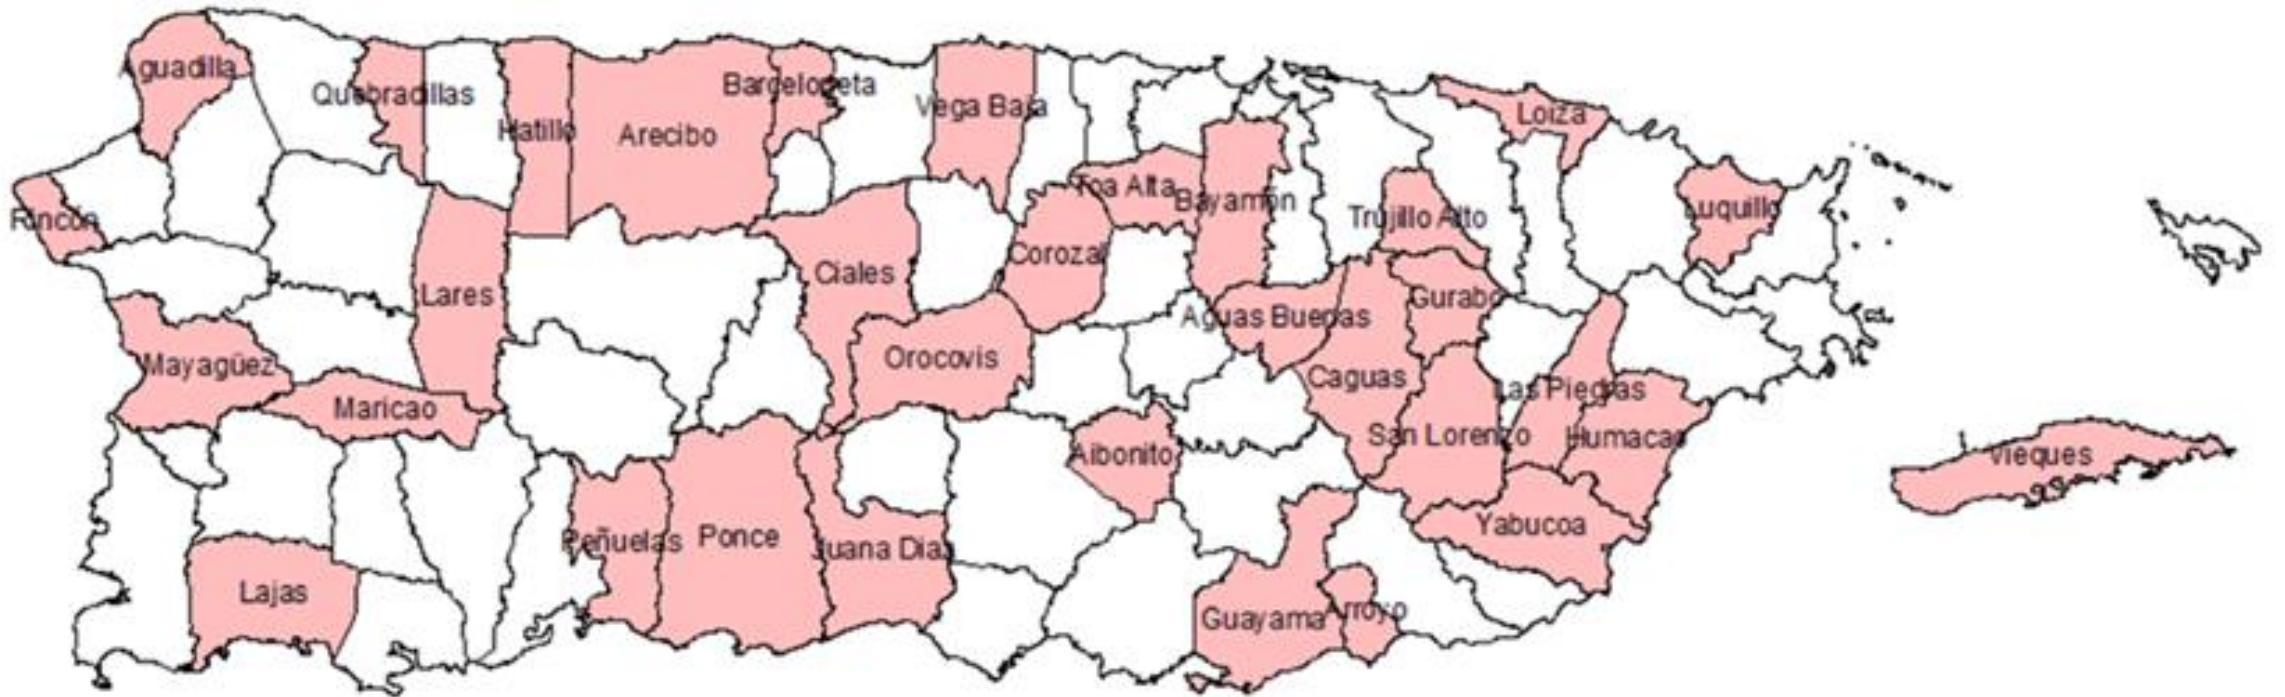 Aguadilla
Quebradillas
Hatillo
Arecibo
Barceloneta
Vega Baja
Loiza
Rincón
Toa Alta
Bayamón
Trujillo Alto
Luquillo
Lares
Ciales
Corozal
Gurabo
Aguas Buenas
Mayagüez
Maricao
Orocovis
Caguas
Las Piedras
San Lorenzo
Humacao
Aibonito
Vieques
Peñuelas
Ponce
Juana Diaz
Yabucoa
Lajas
Guayama
Arroyo